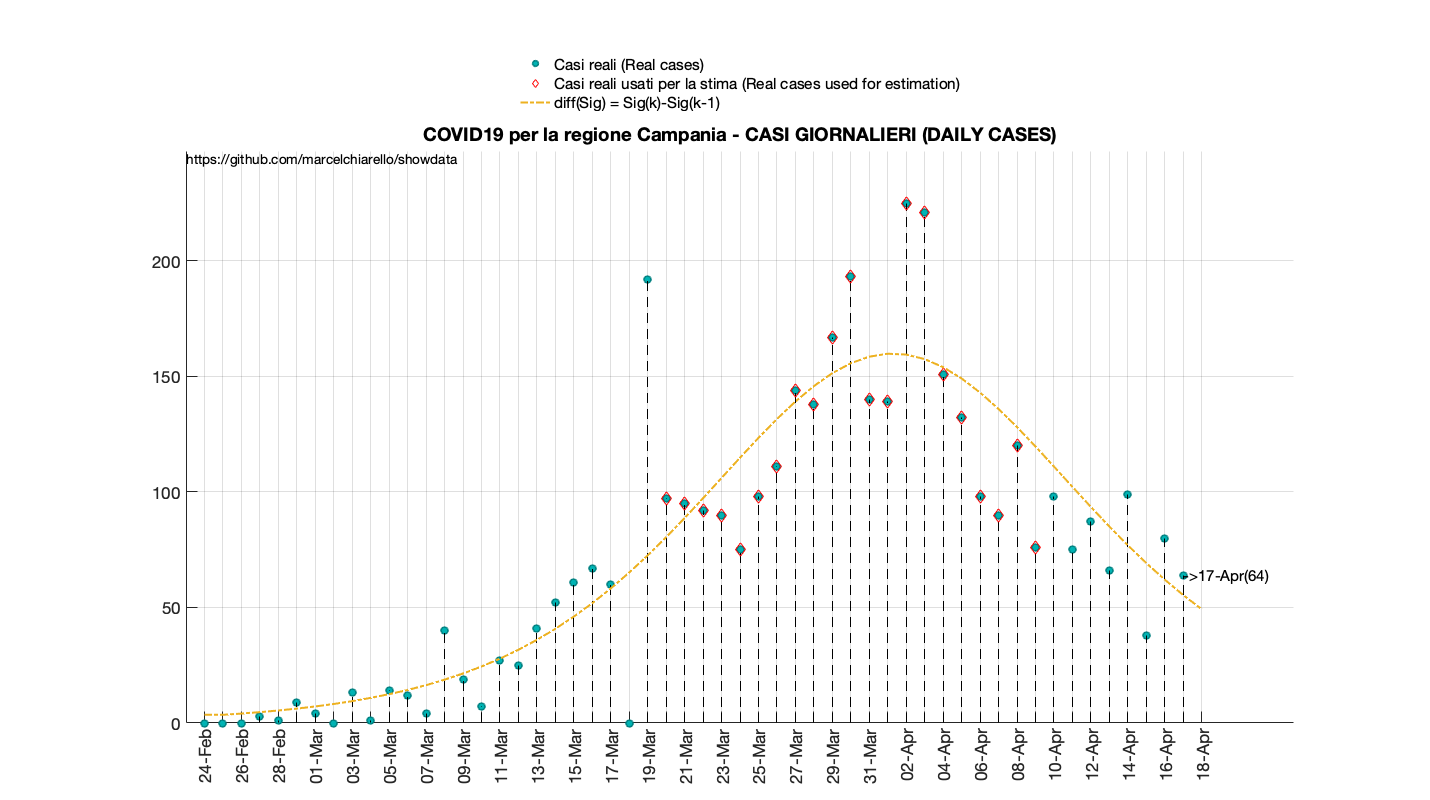 Casi reali (Real cases)
Casi reali usati per la stima (Real cases used for estimation)
diff(Sig) = Sig(k)-Sig(k-1)
COVID19 per la regione Campania - CASI GIORNALIERI (DAILY CASES)
https://github.com/marcelchiarello/showdata
200
150
100
50
0
->17-Apr(64)
24-Feb
26-Feb
28-Feb
01-Mar
03-Mar
05-Mar
07-Mar
09-Mar
11-Mar
13-Mar
15-Mar
17-Mar
19-Mar
21-Mar
23-Mar
25-Mar
27-Mar
29-Mar
31-Mar
02-Apr
04-Apr
06-Apr
08-Apr
10-Apr
12-Apr
14-Apr
16-Apr
18-Apr